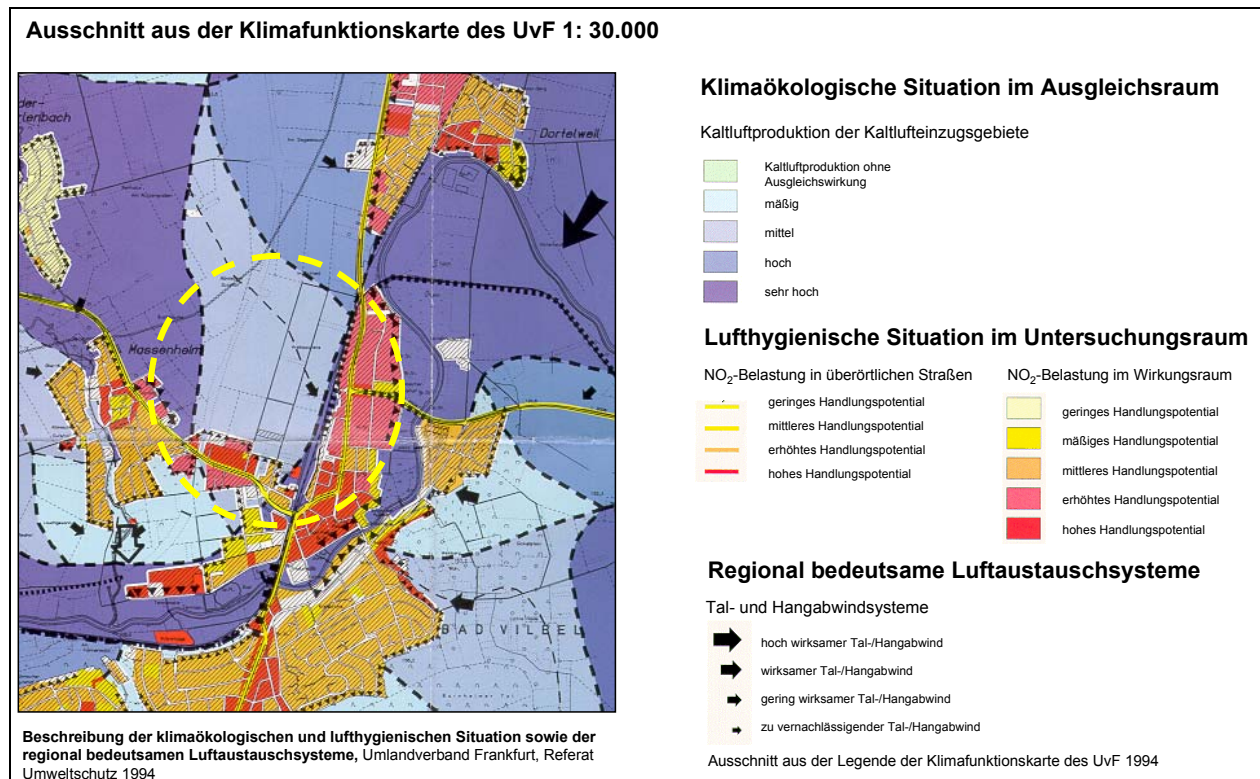 Ausschnitt aus der Klimafunktionskarte des UvF 1: 30.000
Dortelweil
Massenheim
BAD VILBEL
Beschreibung der klimaökologischen und lufthygienischen Situation sowie der
regional bedeutsamen Luftaustauschsysteme, Umlandverband Frankfurt, Referat
Umweltschutz 1994
Klimaökologische Situation im Ausgleichsraum
Kaltluftproduktion der Kaltlufteinzugsgebiete
Kaltluftproduktion ohne
Ausgleichswirkung
mäßig
mittel
hoch
sehr hoch
Lufthygienische Situation im Untersuchungsraum
NO₂-Belastung in überörtlichen Straßen
geringes Handlungspotential
mittleres Handlungspotential
erhöhtes Handlungspotential
hohes Handlungspotential
NO₂-Belastung im Wirkungsraum
geringes Handlungspotential
mäßiges Handlungspotential
mittleres Handlungspotential
erhöhtes Handlungspotential
hohes Handlungspotential
Regional bedeutsame Luftaustauschsysteme
Tal- und Hangabwindsysteme
hoch wirksamer Tal-/Hangabwind
wirksamer Tal-/Hangabwind
gering wirksamer Tal-/Hangabwind
zu vernachlässigender Tal-/Hangabwind
Ausschnitt aus der Legende der Klimafunktionskarte des UvF 1994